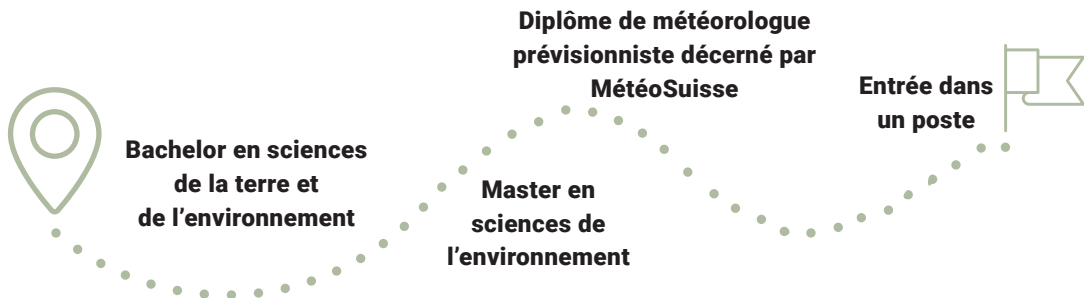 Bachelor en sciences
de la terre et
de l’environnement
Master en
sciences de
l’environnement
Diplôme de météorologue
prévisionniste décerné par
MétéoSuisse
Entrée dans
un poste